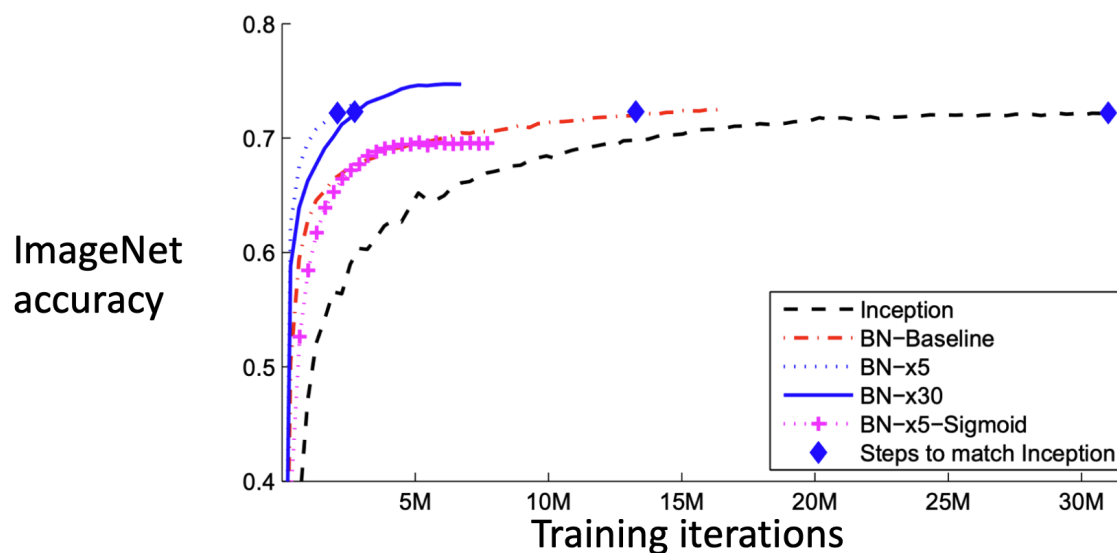 0.8
0.7
0.6
0.5
0.4
ImageNet
accuracy
Inception
BN−Baseline
BN−x5
BN−x30
BN−x5−Sigmoid
Steps to match Inception
5M 10M 15M 20M 25M 30M
Training iterations